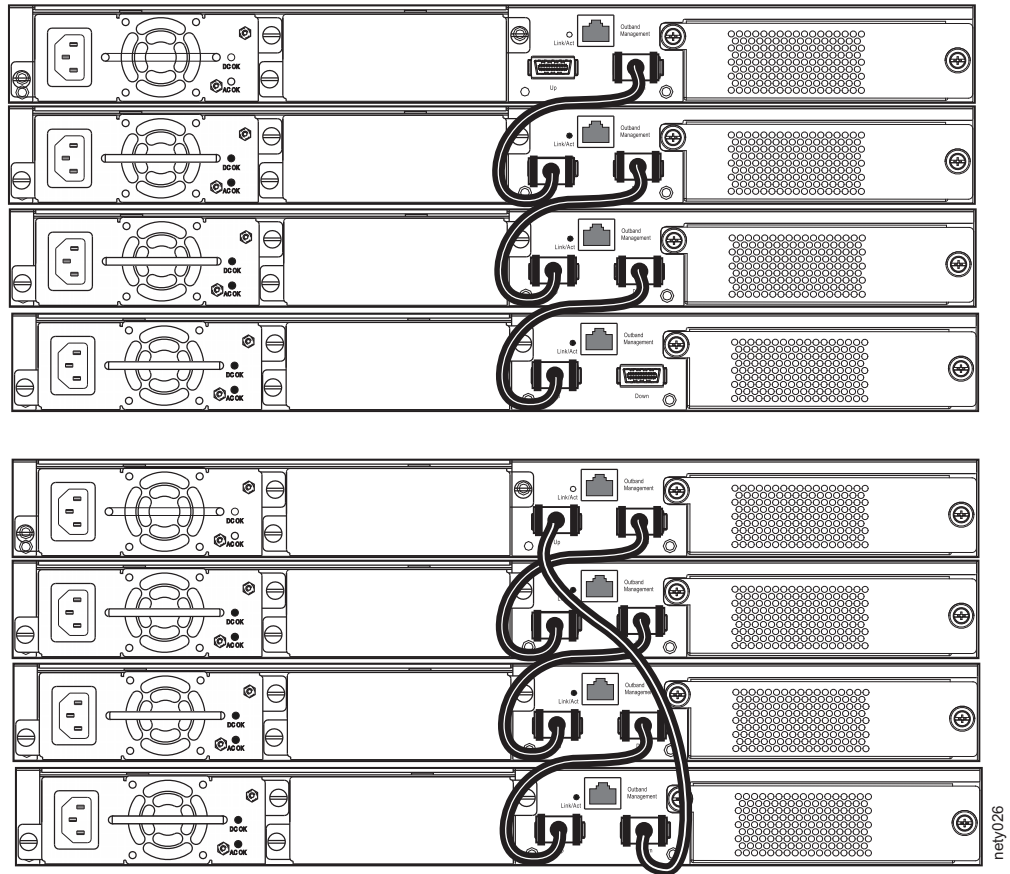 Outband
Management
Link/Act
DC OK
AC OK
Up
Outband
Management
Link/Act
DC OK
AC OK
Outband
Management
Link/Act
DC OK
AC OK
Outband
Management
Link/Act
DC OK
AC OK
Down
Outband
Management
Link/Act
DC OK
AC OK
Up
Outband
Management
DC OK
AC OK
Outband
Management
Link/Act
DC OK
AC OK
Outband
Management
Link/Act
DC OK
AC OK
nety026